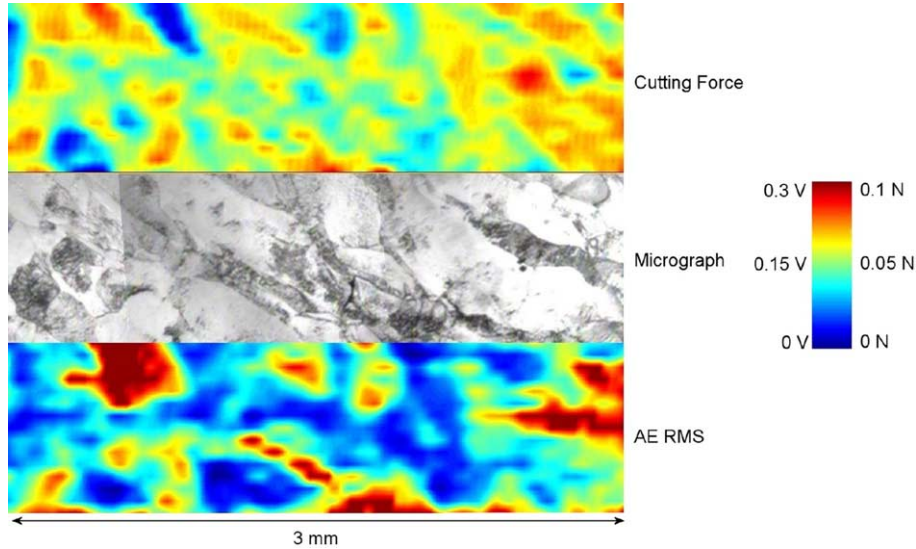 Cutting Force
0.3 V 0.1 N
Micrograph
0.15 V 0.05 N
0 V 0 N
AE RMS
3 mm